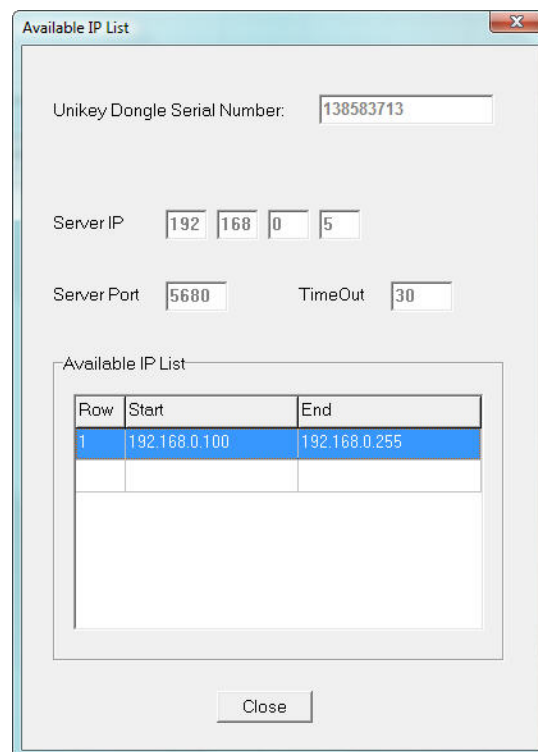 Available IP List
Unikey Dongle Serial Number: 138583713
Server IP 192 168 0 5
Server Port 5680 TimeOut 30
Available IP List
Row Start End
1 192.168.0.100 192.168.0.255
Close